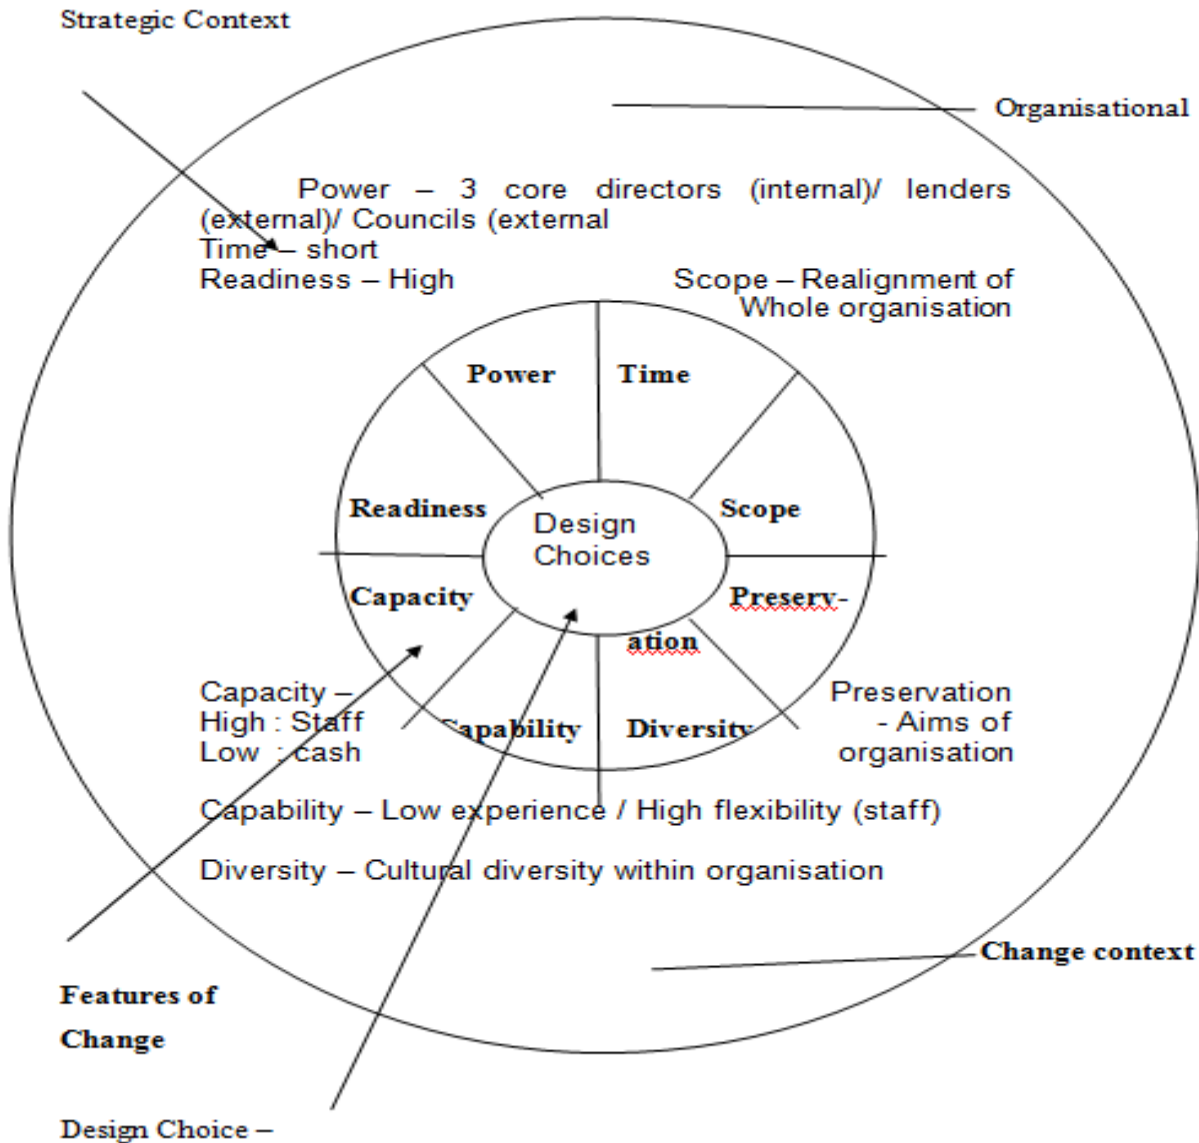 Strategic Context
Organisational
Power – 3 core directors (internal)/ lenders
(external)/ Councils (external
Time – short
Readiness – High
Scope – Realignment of
Whole organisation
Power
Time
Readiness
Scope
Design
Choices
Capacity
Preserv-
ation
Capacity –
High : Staff
Low : cash
Preservation
- Aims of
organisation
Capability
Diversity
Capability – Low experience / High flexibility (staff)
Diversity – Cultural diversity within organisation
Change context
Features of
Change
Design Choice –